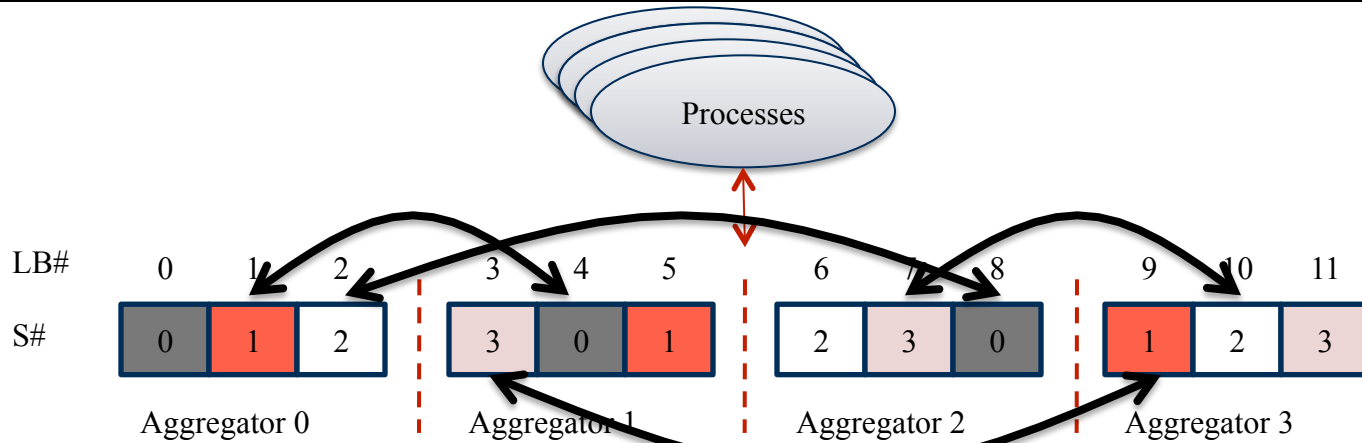 Processes
LB# 0 1 2 3 4 5 6 7 8 9 10 11
S# 0 1 2 3 0 1 2 3 0 1 2 3
Aggregator 0 Aggregator 1 Aggregator 2 Aggregator 3